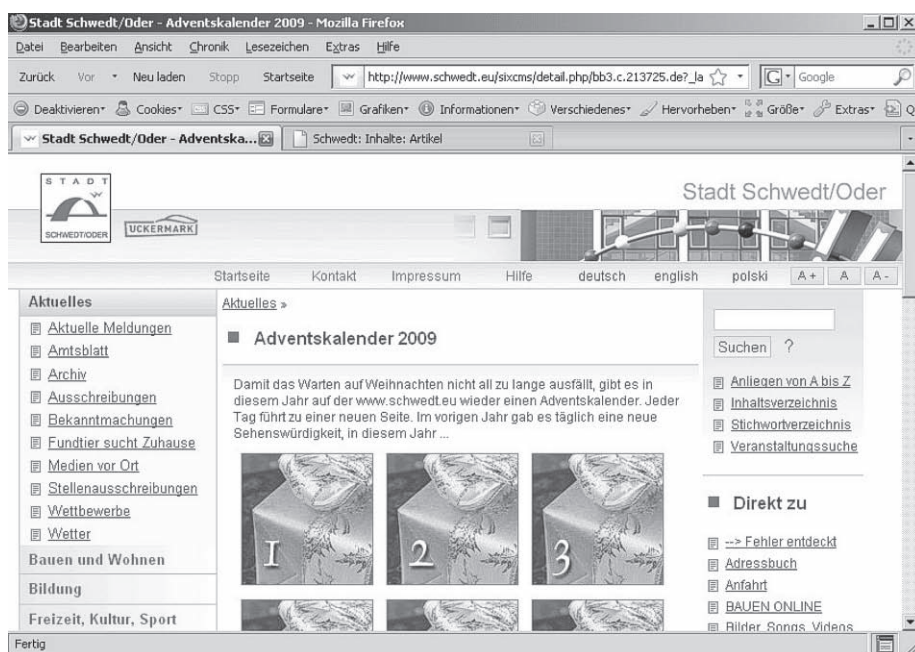 Stadt Schwedt/Oder - Adventskalender 2009 - Mozilla Firefox
Datei Bearbeiten Ansicht Chronik Lesezeichen Extras Hilfe
Zurück Vor Neu laden Stopp Startseite http://www.schwedt.eu/sixcms/detail.php/bb3.c.213725.de?_la G Google
Deaktivieren Cookies CSS Formulare Grafiken Informationen Verschiedenes Hervorheben Größe Extras Q
Stadt Schwedt/Oder - Adventska... Schwedt: Inhalte: Artikel
STADT
SCHWEDT/ODER
UCKERMARK
Stadt Schwedt/Oder
Startseite Kontakt Impressum Hilfe deutsch english polski A+ A A-
Aktuelles
Aktuelle Meldungen
Amtsblatt
Archiv
Ausschreibungen
Bekanntmachungen
Fundtier sucht Zuhause
Medien vor Ort
Stellenausschreibungen
Wettbewerbe
Wetter
Bauen und Wohnen
Bildung
Freizeit, Kultur, Sport
Aktuelles »
Adventskalender 2009
Damit das Warten auf Weihnachten nicht all zu lange ausfällt, gibt es in
diesem Jahr auf der www.schwedt.eu wieder einen Adventskalender. Jeder
Tag führt zu einer neuen Seite. Im vorigen Jahr gab es täglich eine neue
Sehenswürdigkeit, in diesem Jahr ...
1 2 3
Suchen ?
Anliegen von A bis Z
Inhaltsverzeichnis
Stichwortverzeichnis
Veranstaltungssuche
Direkt zu
--> Fehler entdeckt
Adressbuch
Anfahrt
BAUEN ONLINE
Bilder, Songs, Videos
Fertig